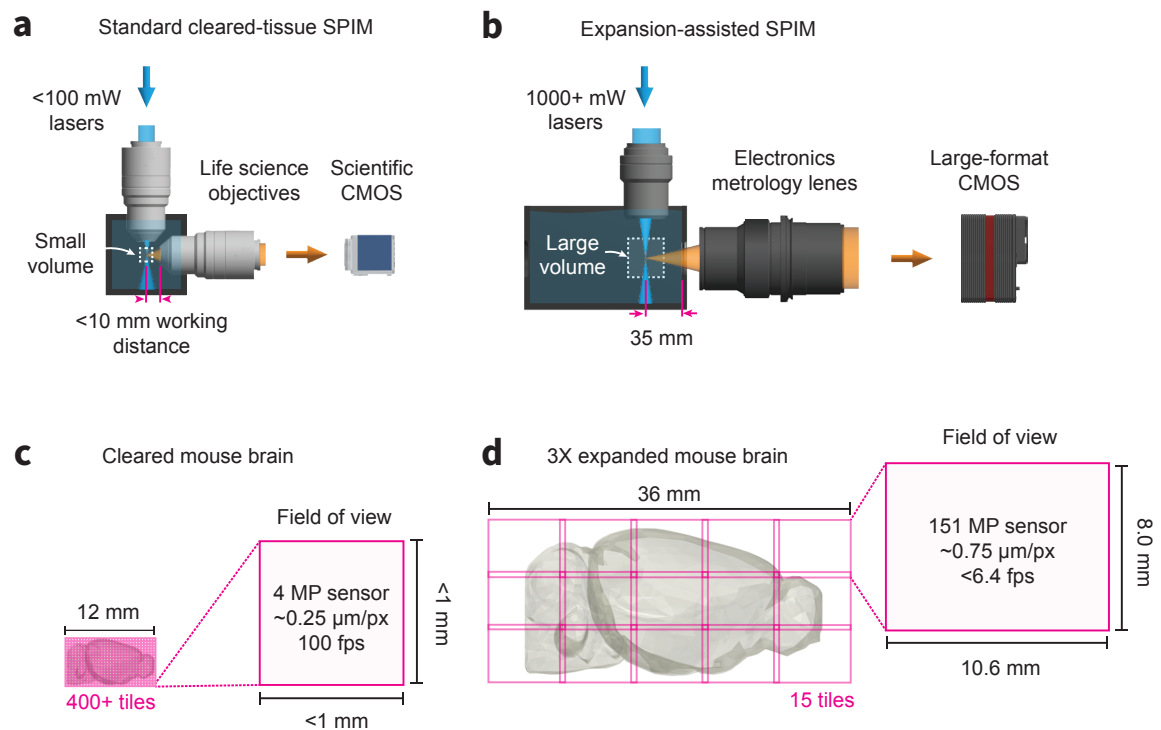 a
Standard cleared-tissue SPIM
<100 mW
lasers
Life science
objectives
Scientific
CMOS
Small
volume
<10 mm working
distance
b
Expansion-assisted SPIM
1000+ mW
lasers
Electronics
metrology lenes
Large-format
CMOS
Large
volume
35 mm
c
Cleared mouse brain
12 mm
400+ tiles
Field of view
4 MP sensor
~0.25 µm/px
100 fps
<1 mm
<1 mm
d
3X expanded mouse brain
36 mm
15 tiles
Field of view
151 MP sensor
~0.75 µm/px
<6.4 fps
8.0 mm
10.6 mm